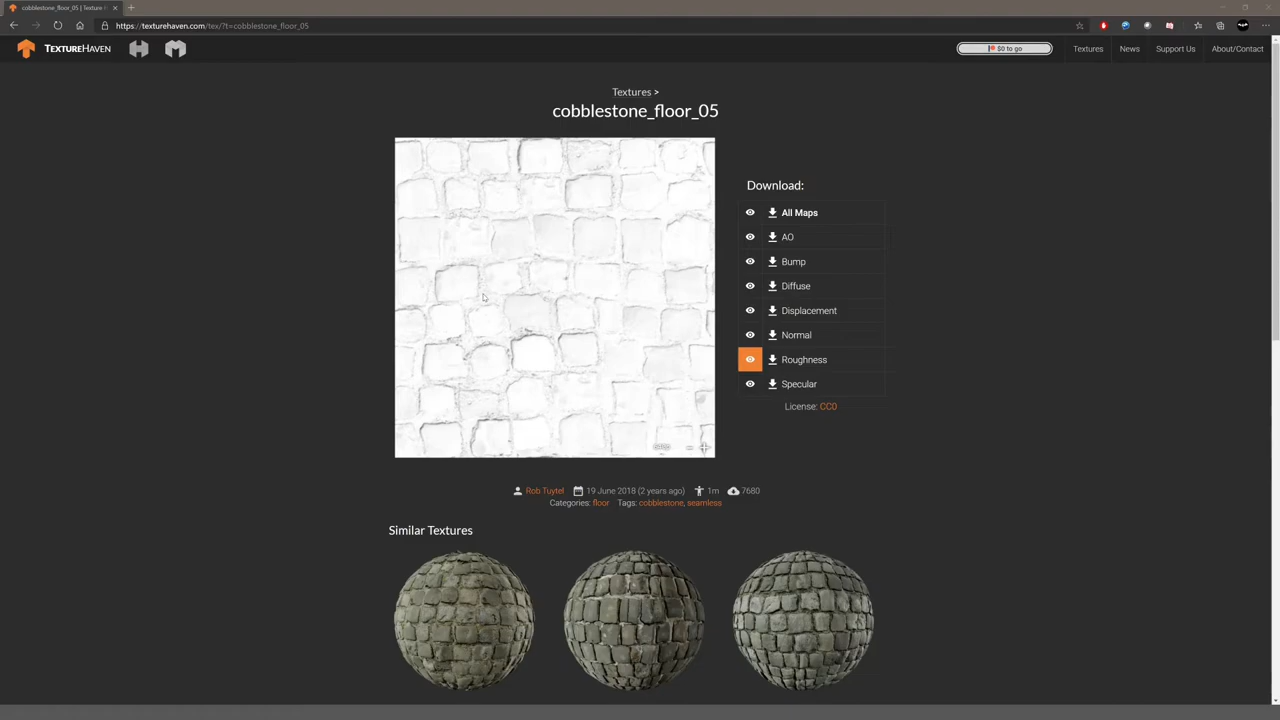 cobblestone_floor_05 | Texture H
https://texturehaven.com/tex/?t=cobblestone_floor_05
TEXTUREHAVEN
$0 to go
Textures
News
Support Us
About/Contact
Textures >
cobblestone_floor_05
Download:
All Maps
AO
Bump
Diffuse
Displacement
Normal
Roughness
Specular
License: CC0
Rob Tuytel 19 June 2018 (2 years ago) 1m 7680
Categories: floor Tags: cobblestone, seamless
Similar Textures